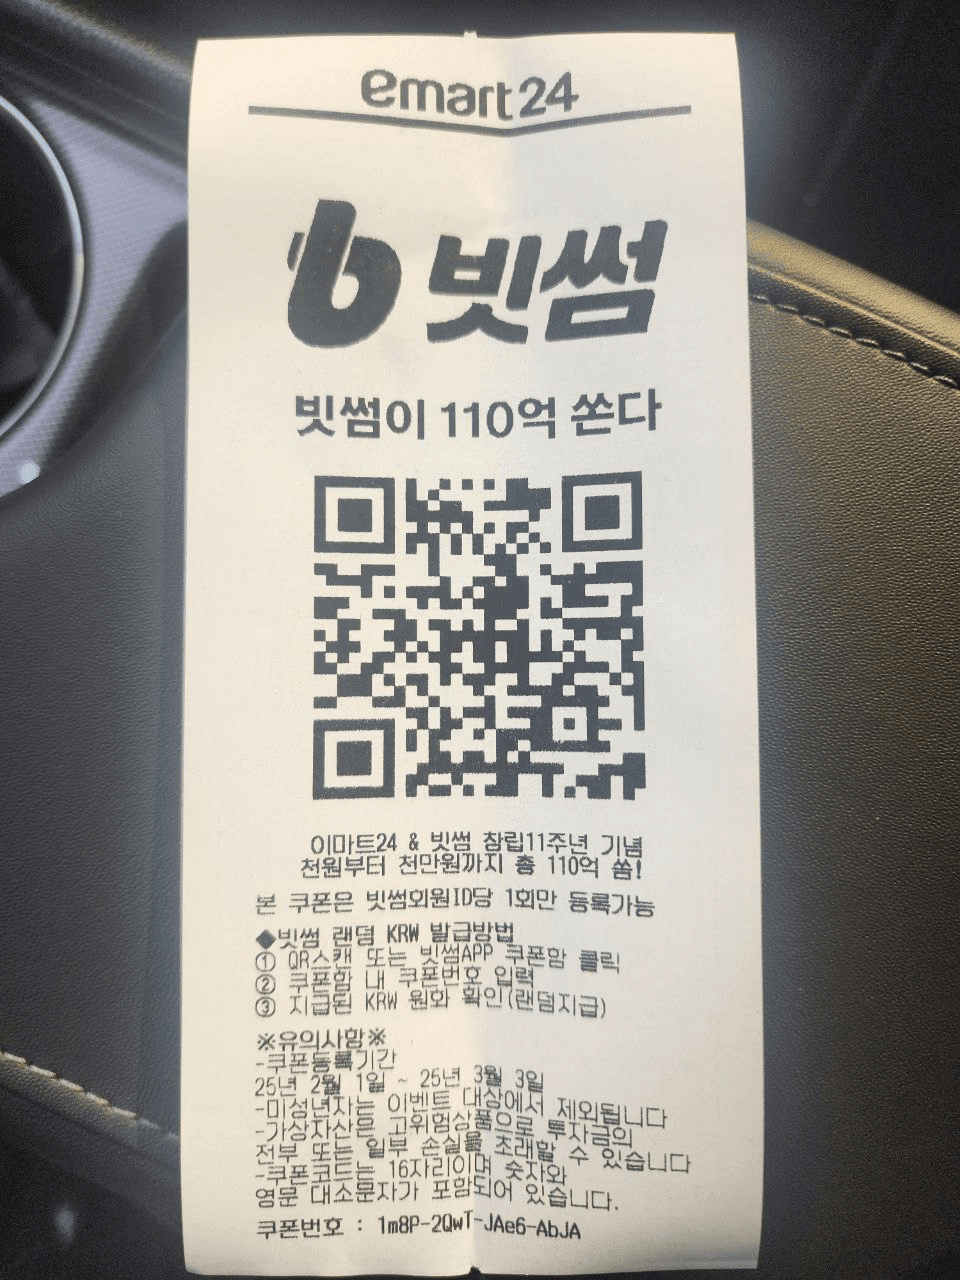 emart24
빗썸
빗썸이 110억 쏜다
이마트24 & 빗썸 창립11주년 기념
천원부터 천만원까지 총 110억 쏨!
본 쿠폰은 빗썸회원ID당 1회만 등록가능
◆빗썸 랜덤 KRW 발급방법
① QR스캔 또는 빗썸APP 쿠폰함 클릭
② 쿠폰함 내 쿠폰번호 입력
③ 지급된 KRW 원화 확인(랜덤지급)
※유의사항※
-쿠폰등록기간
25년 2월 1일 ~ 25년 3월 3일
-미성년자는 이벤트 대상에서 제외됩니다
-가상자산은 고위험상품으로 투자금의
전부 또는 일부 손실을 초래할 수 있습니다
-쿠폰코드는 16자리이며 숫자와
영문 대소문자가 포함되어 있습니다.
쿠폰번호 : 1m8P-2QwT-JAe6-AbJA